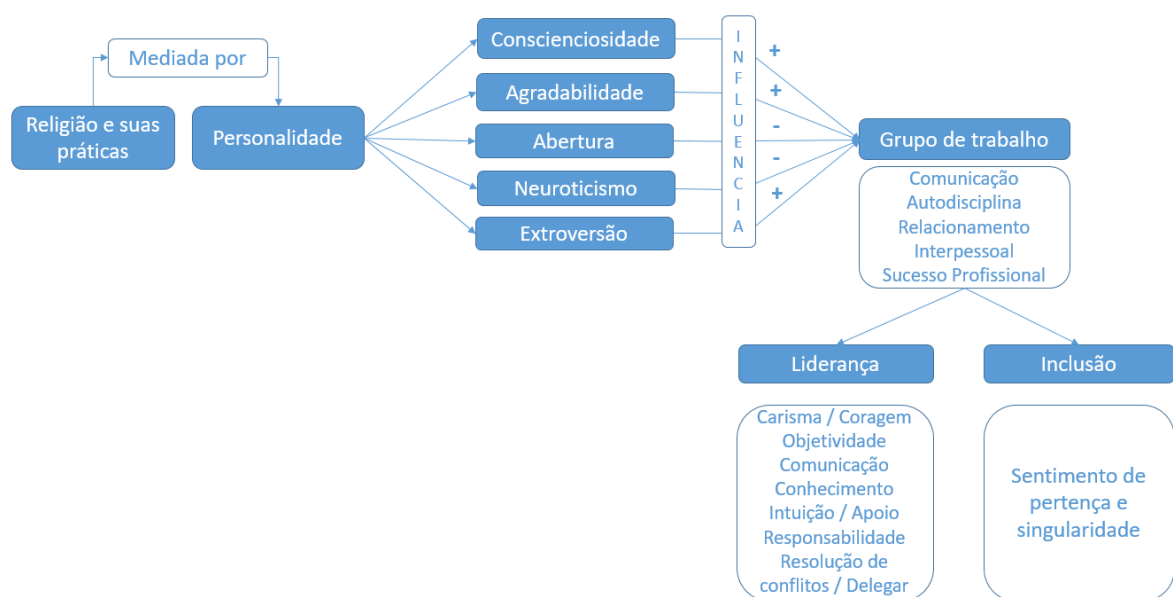 Mediada por
Religião e suas
práticas
Personalidade
Conscienciosidade
Agradabilidade
Abertura
Neuroticismo
Extroversão
I
N
F
L
U
E
N
C
I
A
+
+
-
-
+
Grupo de trabalho
Comunicação
Autodisciplina
Relacionamento
Interpessoal
Sucesso Profissional
Liderança
Carisma / Coragem
Objetividade
Comunicação
Conhecimento
Intuição / Apoio
Responsabilidade
Resolução de
conflitos / Delegar
Inclusão
Sentimento de
pertença e
singularidade